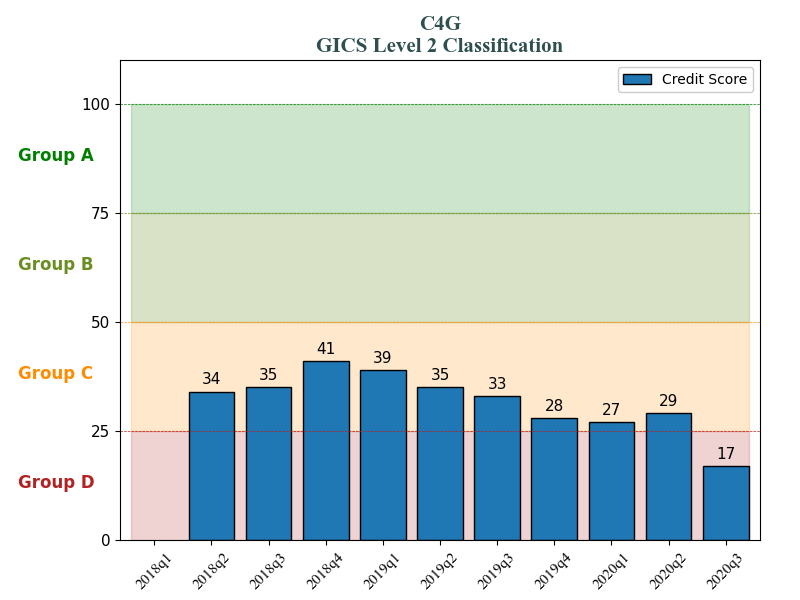 C4G
GICS Level 2 Classification
Credit Score
100
Group A
75
Group B
50
Group C
25
Group D
0
34
35
41
39
35
33
28
27
29
17
2018q1
2018q2
2018q3
2018q4
2019q1
2019q2
2019q3
2019q4
2020q1
2020q2
2020q3